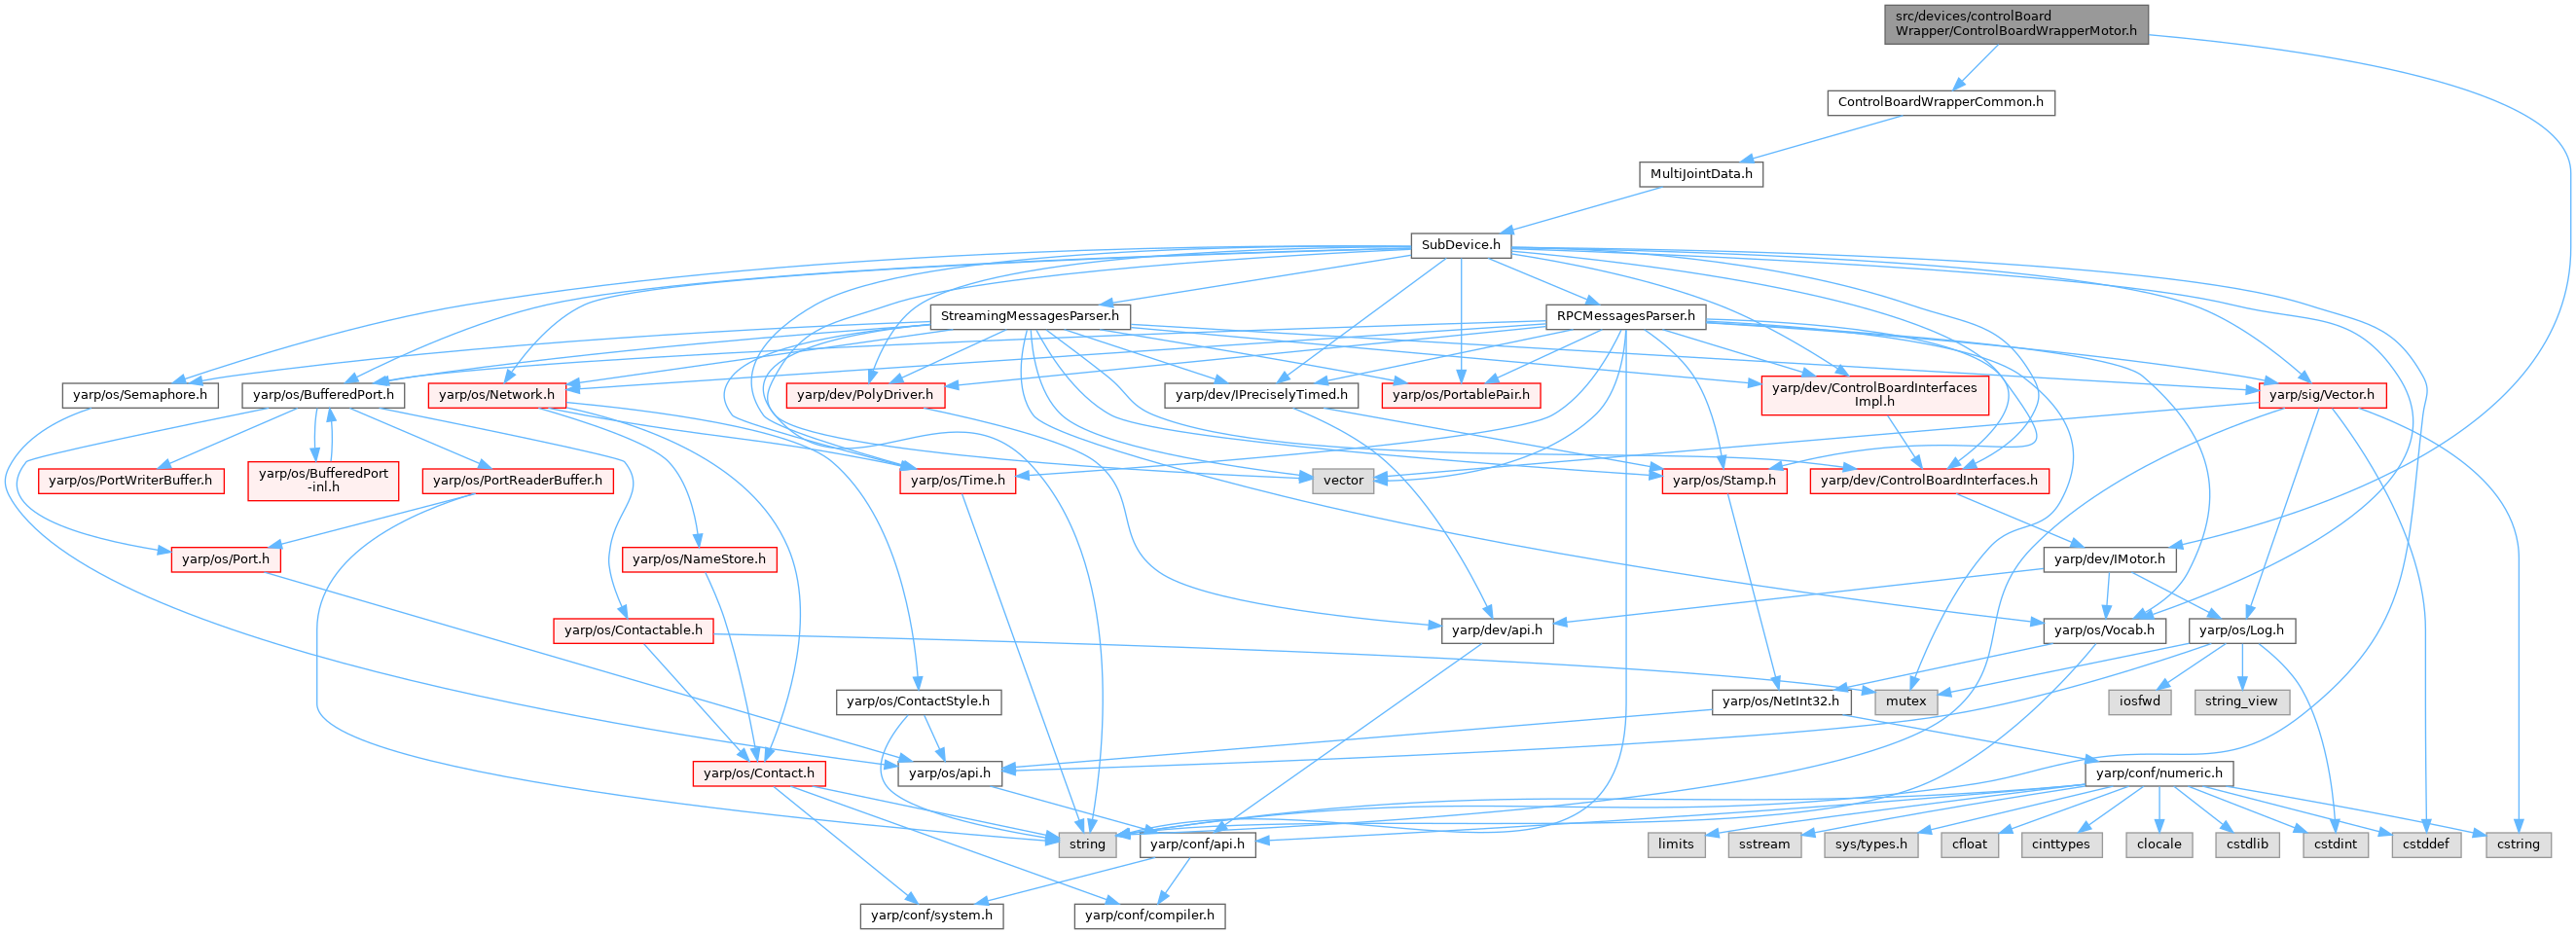 src/devices/controlBoard
Wrapper/ControlBoardWrapperMotor.h
ControlBoardWrapperCommon.h
MultiJointData.h
SubDevice.h
StreamingMessagesParser.h
RPCMessagesParser.h
yarp/os/Semaphore.h
yarp/os/BufferedPort.h
yarp/os/Network.h
yarp/dev/PolyDriver.h
yarp/dev/IPreciselyTimed.h
yarp/os/PortablePair.h
yarp/dev/ControlBoardInterfaces
Impl.h
yarp/sig/Vector.h
yarp/os/PortWriterBuffer.h
yarp/os/BufferedPort
-inl.h
yarp/os/PortReaderBuffer.h
yarp/os/Time.h
vector
yarp/os/Stamp.h
yarp/dev/ControlBoardInterfaces.h
yarp/os/Port.h
yarp/os/NameStore.h
yarp/dev/IMotor.h
yarp/os/Contactable.h
yarp/dev/api.h
yarp/os/Vocab.h
yarp/os/Log.h
yarp/os/ContactStyle.h
yarp/os/NetInt32.h
mutex
iosfwd
string_view
yarp/os/Contact.h
yarp/os/api.h
yarp/conf/numeric.h
string
yarp/conf/api.h
limits
sstream
sys/types.h
cfloat
cinttypes
clocale
cstdlib
cstdint
cstddef
cstring
yarp/conf/system.h
yarp/conf/compiler.h